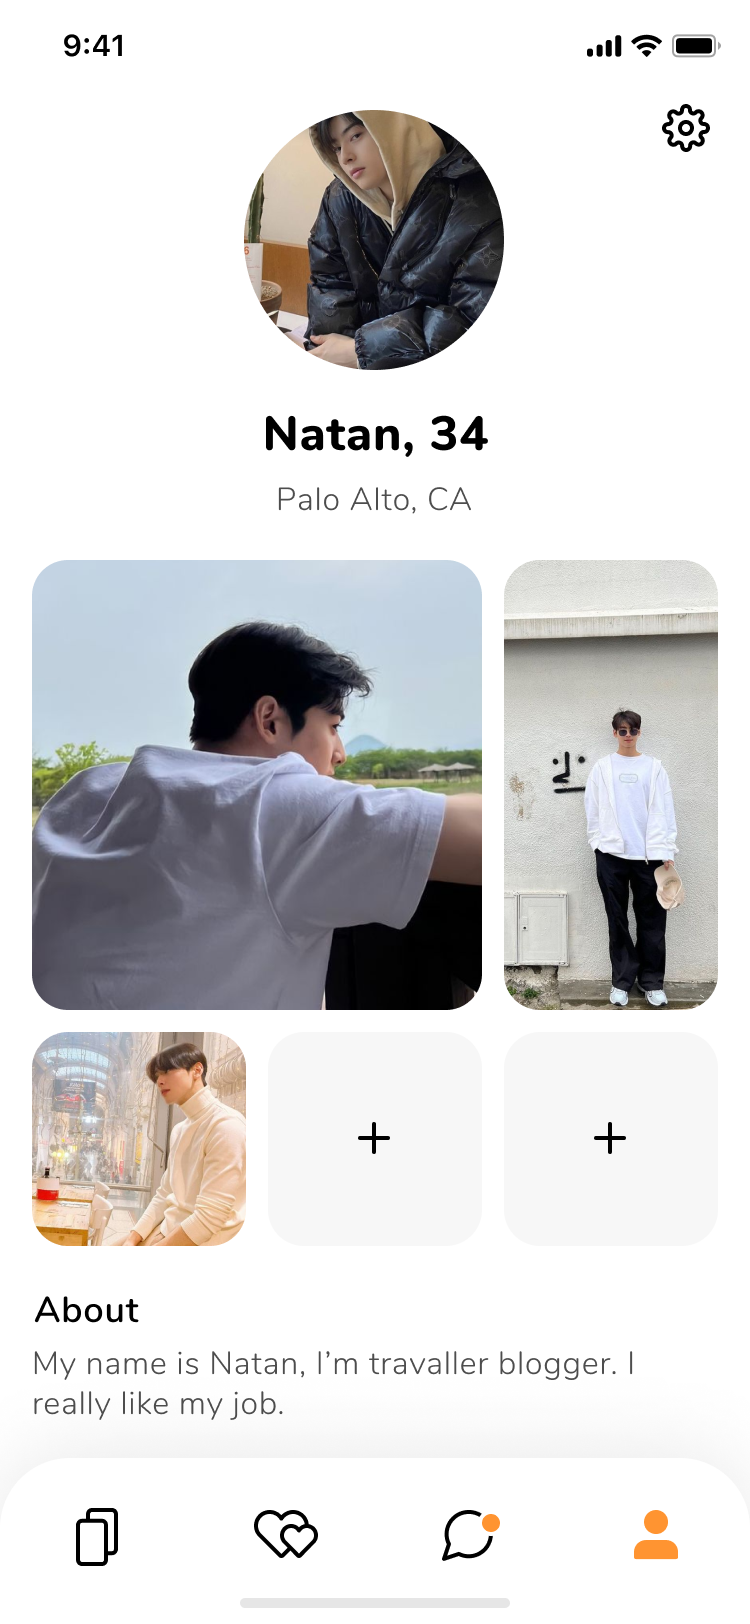 9:41
Natan, 34
Palo Alto, CA
About
My name is Natan, I’m travaller blogger. I
really like my job.